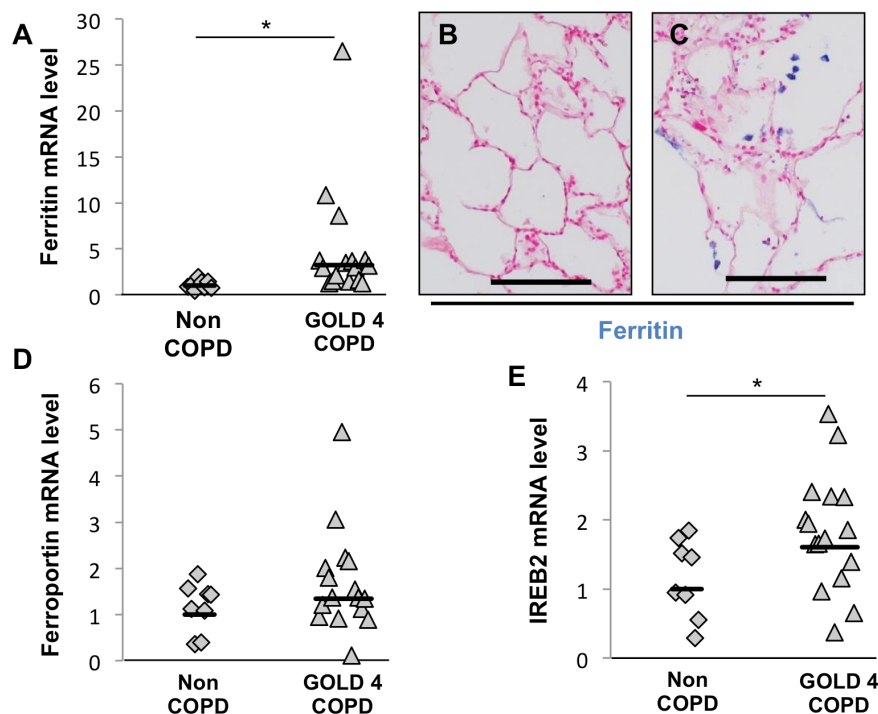 A
Ferritin mRNA level
30
25
20
15
10
5
0
*
Non
COPD
GOLD 4
COPD
B
C
Ferritin
D
Ferroportin mRNA level
6
5
4
3
2
1
0
Non
COPD
GOLD 4
COPD
E
IREB2 mRNA level
4
3
2
1
0
*
Non
COPD
GOLD 4
COPD